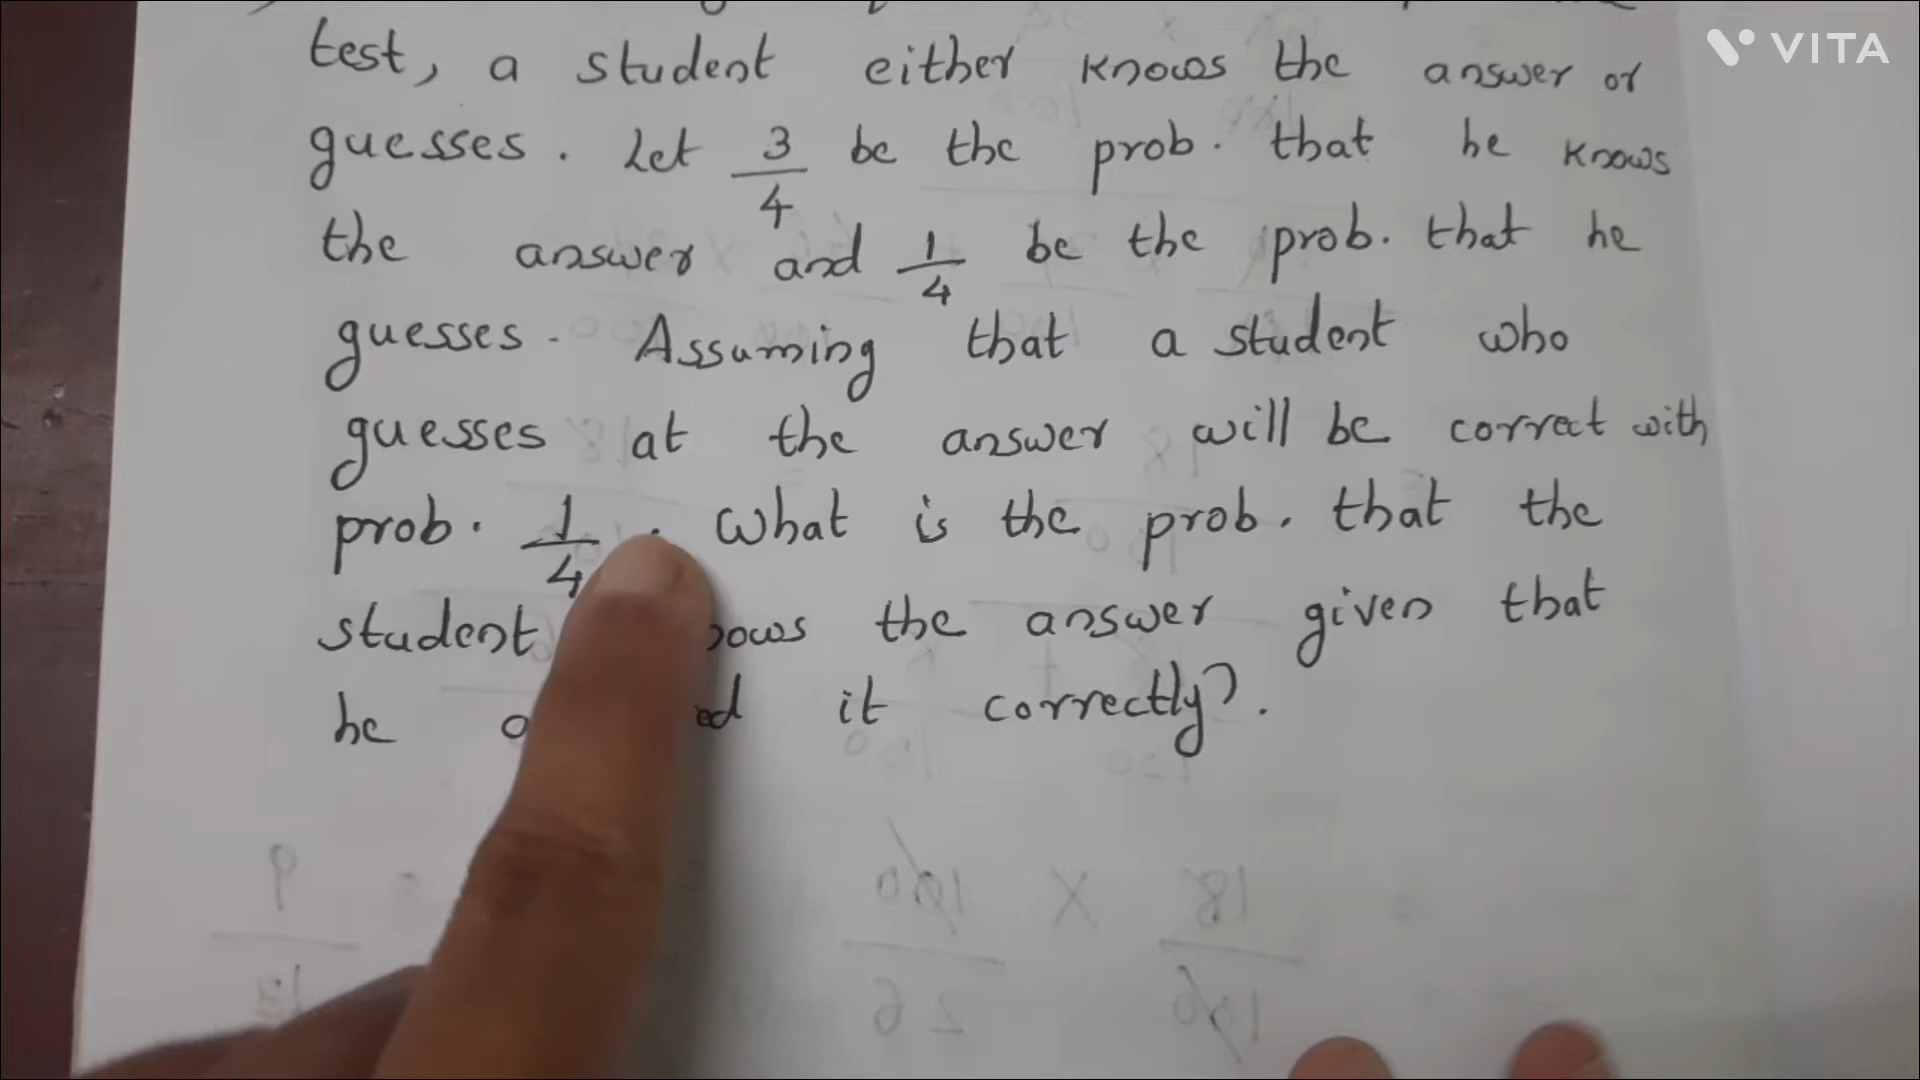 VITA
test, a student either knows the answer or
guesses. Let 3/4 be the prob. that he knows
the answer and 1/4 be the prob. that he
guesses. Assuming that a student who
guesses at the answer will be correct with
prob. 1/4. What is the prob. that the
student the answer given that
he it correctly?.